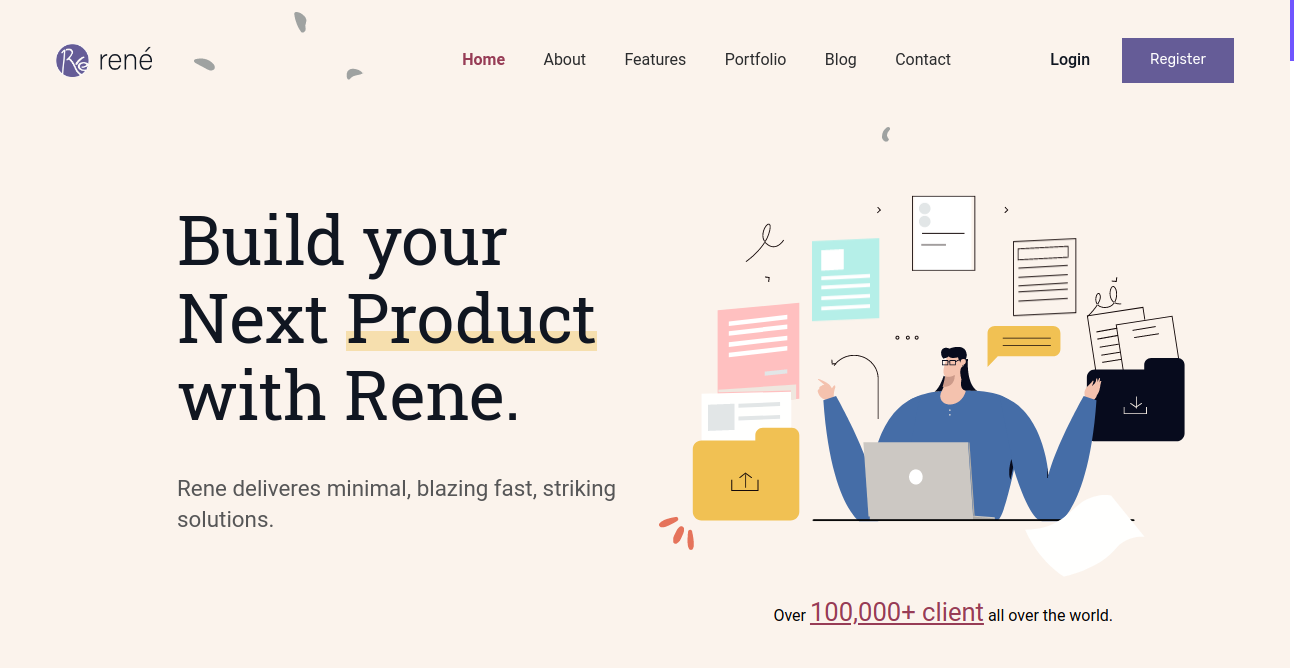 Re rené
Home About Features Portfolio Blog Contact Login Register
Build your
Next Product
with Rene.
Rene deliveres minimal, blazing fast, striking
solutions.
Over 100,000+ client all over the world.